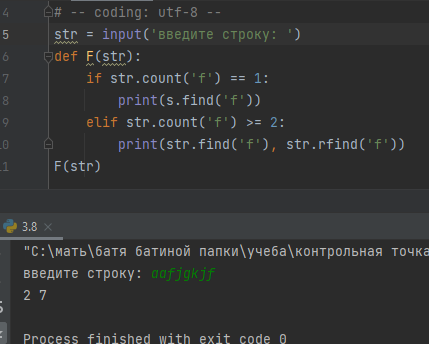 4 # -- coding: utf-8 --
5 str = input('введите строку: ')
6 def F(str):
7 if str.count('f') == 1:
8 print(s.find('f'))
9 elif str.count('f') >= 2:
10 print(str.find('f'), str.rfind('f'))
11 F(str)
3.8 ×
"C:\мать\батя батиной папки\учеба\контрольная точка
введите строку: aafjgkjf
2 7
Process finished with exit code 0